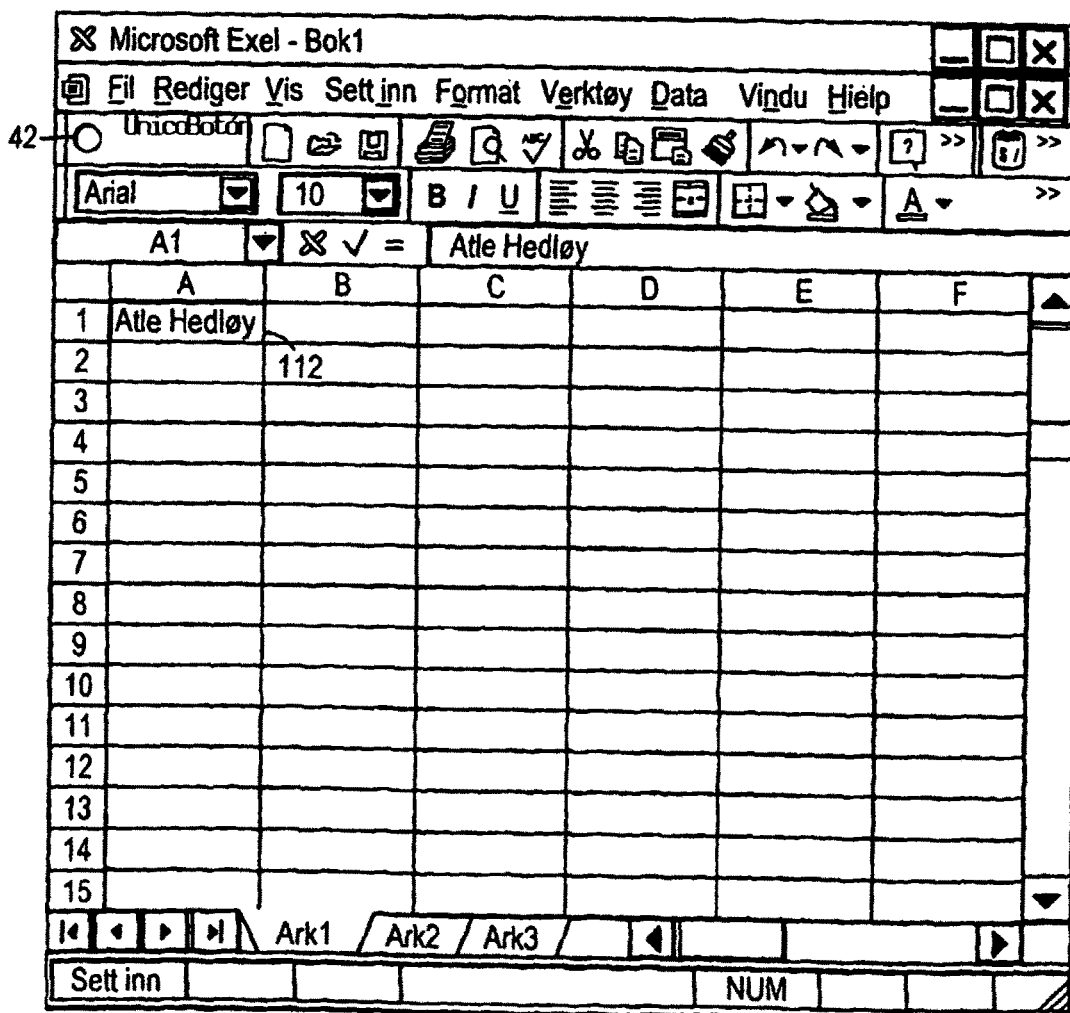 Microsoft Exel - Bok1
Fil Rediger Vis Sett inn Format Verktøy Data Vindu Hielp
42 UnicoBotón ABC ? >> $/ >>
Arial 10 B I U A >>
A1 = Atle Hedløy
A B C D E F
1 Atle Hedløy
2 112
3
4
5
6
7
8
9
10
11
12
13
14
15
Ark1 Ark2 Ark3
Sett inn NUM